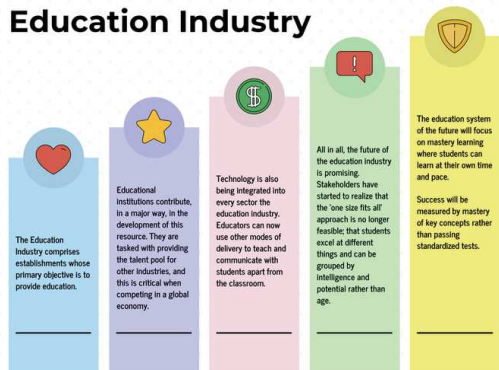 Education Industry
The Education
Industry comprises
establishments whose
primary objective is to
provide education.
Educational
institutions contribute,
in a major way, in the
development of this
resource. They are
tasked with providing
the talent pool for
other industries, and
this is critical when
competing in a global
economy.
Technology is also
being integrated into
every sector the
education industry.
Educators can now
use other modes of
delivery to teach and
communicate with
students apart from
the classroom.
All in all, the future of
the education industry
is promising.
Stakeholders have
started to realize that
the 'one size fits all'
approach is no longer
feasible; that students
excel at different
things and can be
grouped by
intelligence and
potential rather than
age.
The education system
of the future will focus
on mastery learning
where students can
learn at their own time
and pace.
Success will be
measured by mastery
of key concepts rather
than passing
standardized tests.